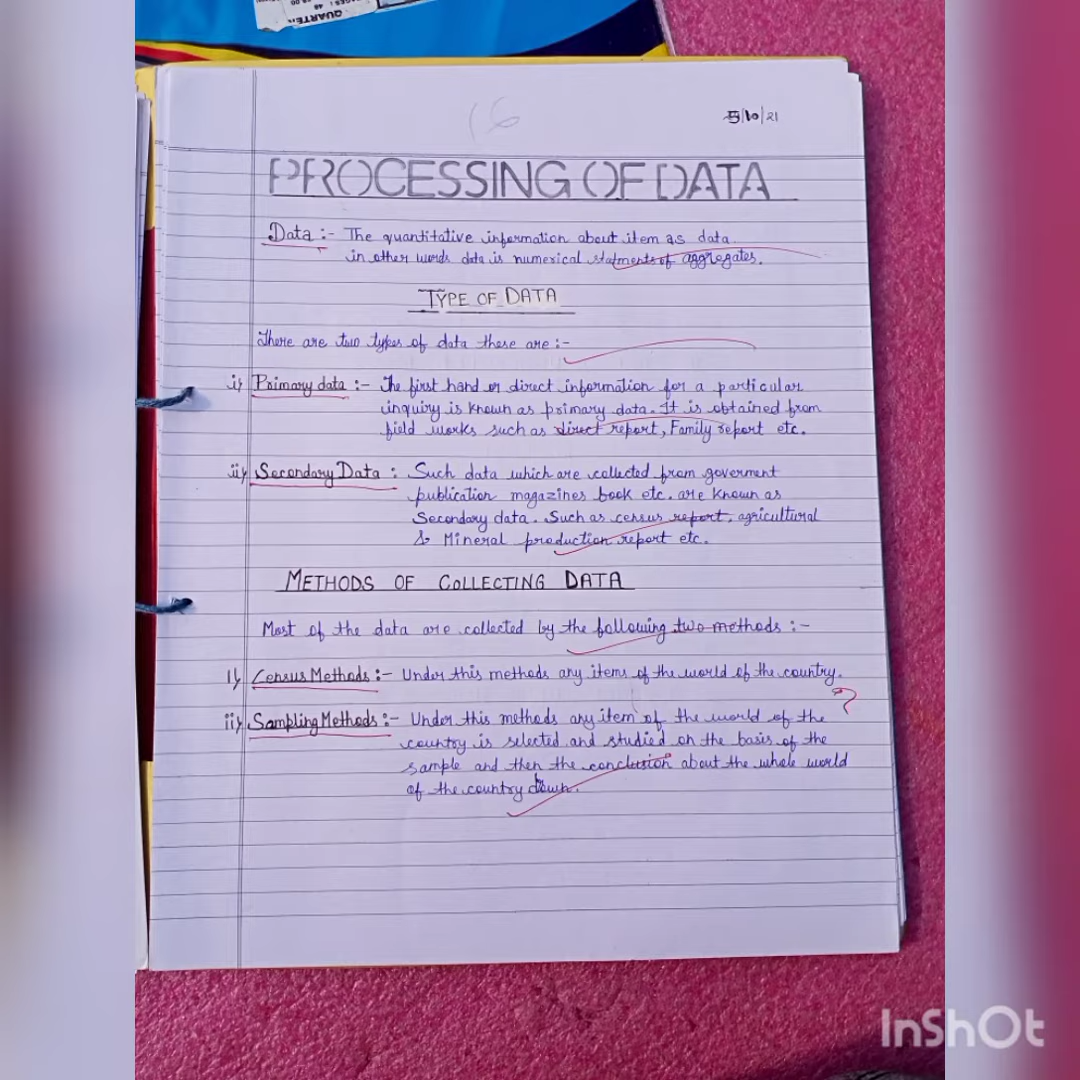 QUARTER
16
5/10/21
PROCESSING OF DATA
Data :- The quantitative information about item as data
in other words data is numerical statments of aggregates.
TYPE OF DATA
There are two types of data these are :-
i) Primary data :- The first hand or direct information for a particular
inquiry is known as primary data. It is obtained from
field works such as direct report, Family report etc.
ii) Secondary Data : Such data which are collected from goverment
publication magazines book etc. are known as
Secondary data. Such as census report, agricultural
& Mineral production report etc.
METHODS OF COLLECTING DATA
Most of the data are collected by the following two methods :-
i) Census Methods :- Under this methods any items of the world of the country.
?
ii) Sampling Methods :- Under this methods any item of the world of the
country is selected and studied on the basis of the
sample and then the conclusion about the whole world
of the country down.
InShOt